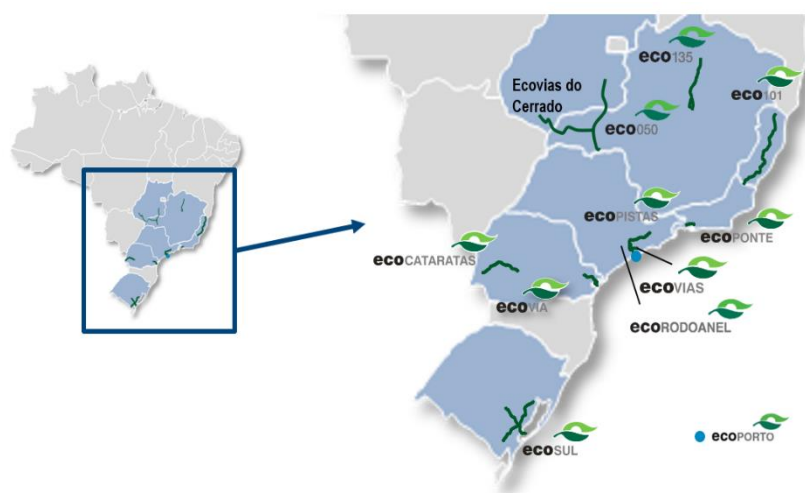 eco135
eco101
Ecovias do
Cerrado
eco050
ecoPISTAS
ecoPONTE
ecoCATARATAS
ecoVIAS
ecoVIA
ecoRODOANEL
ecoPORTO
ecoSUL